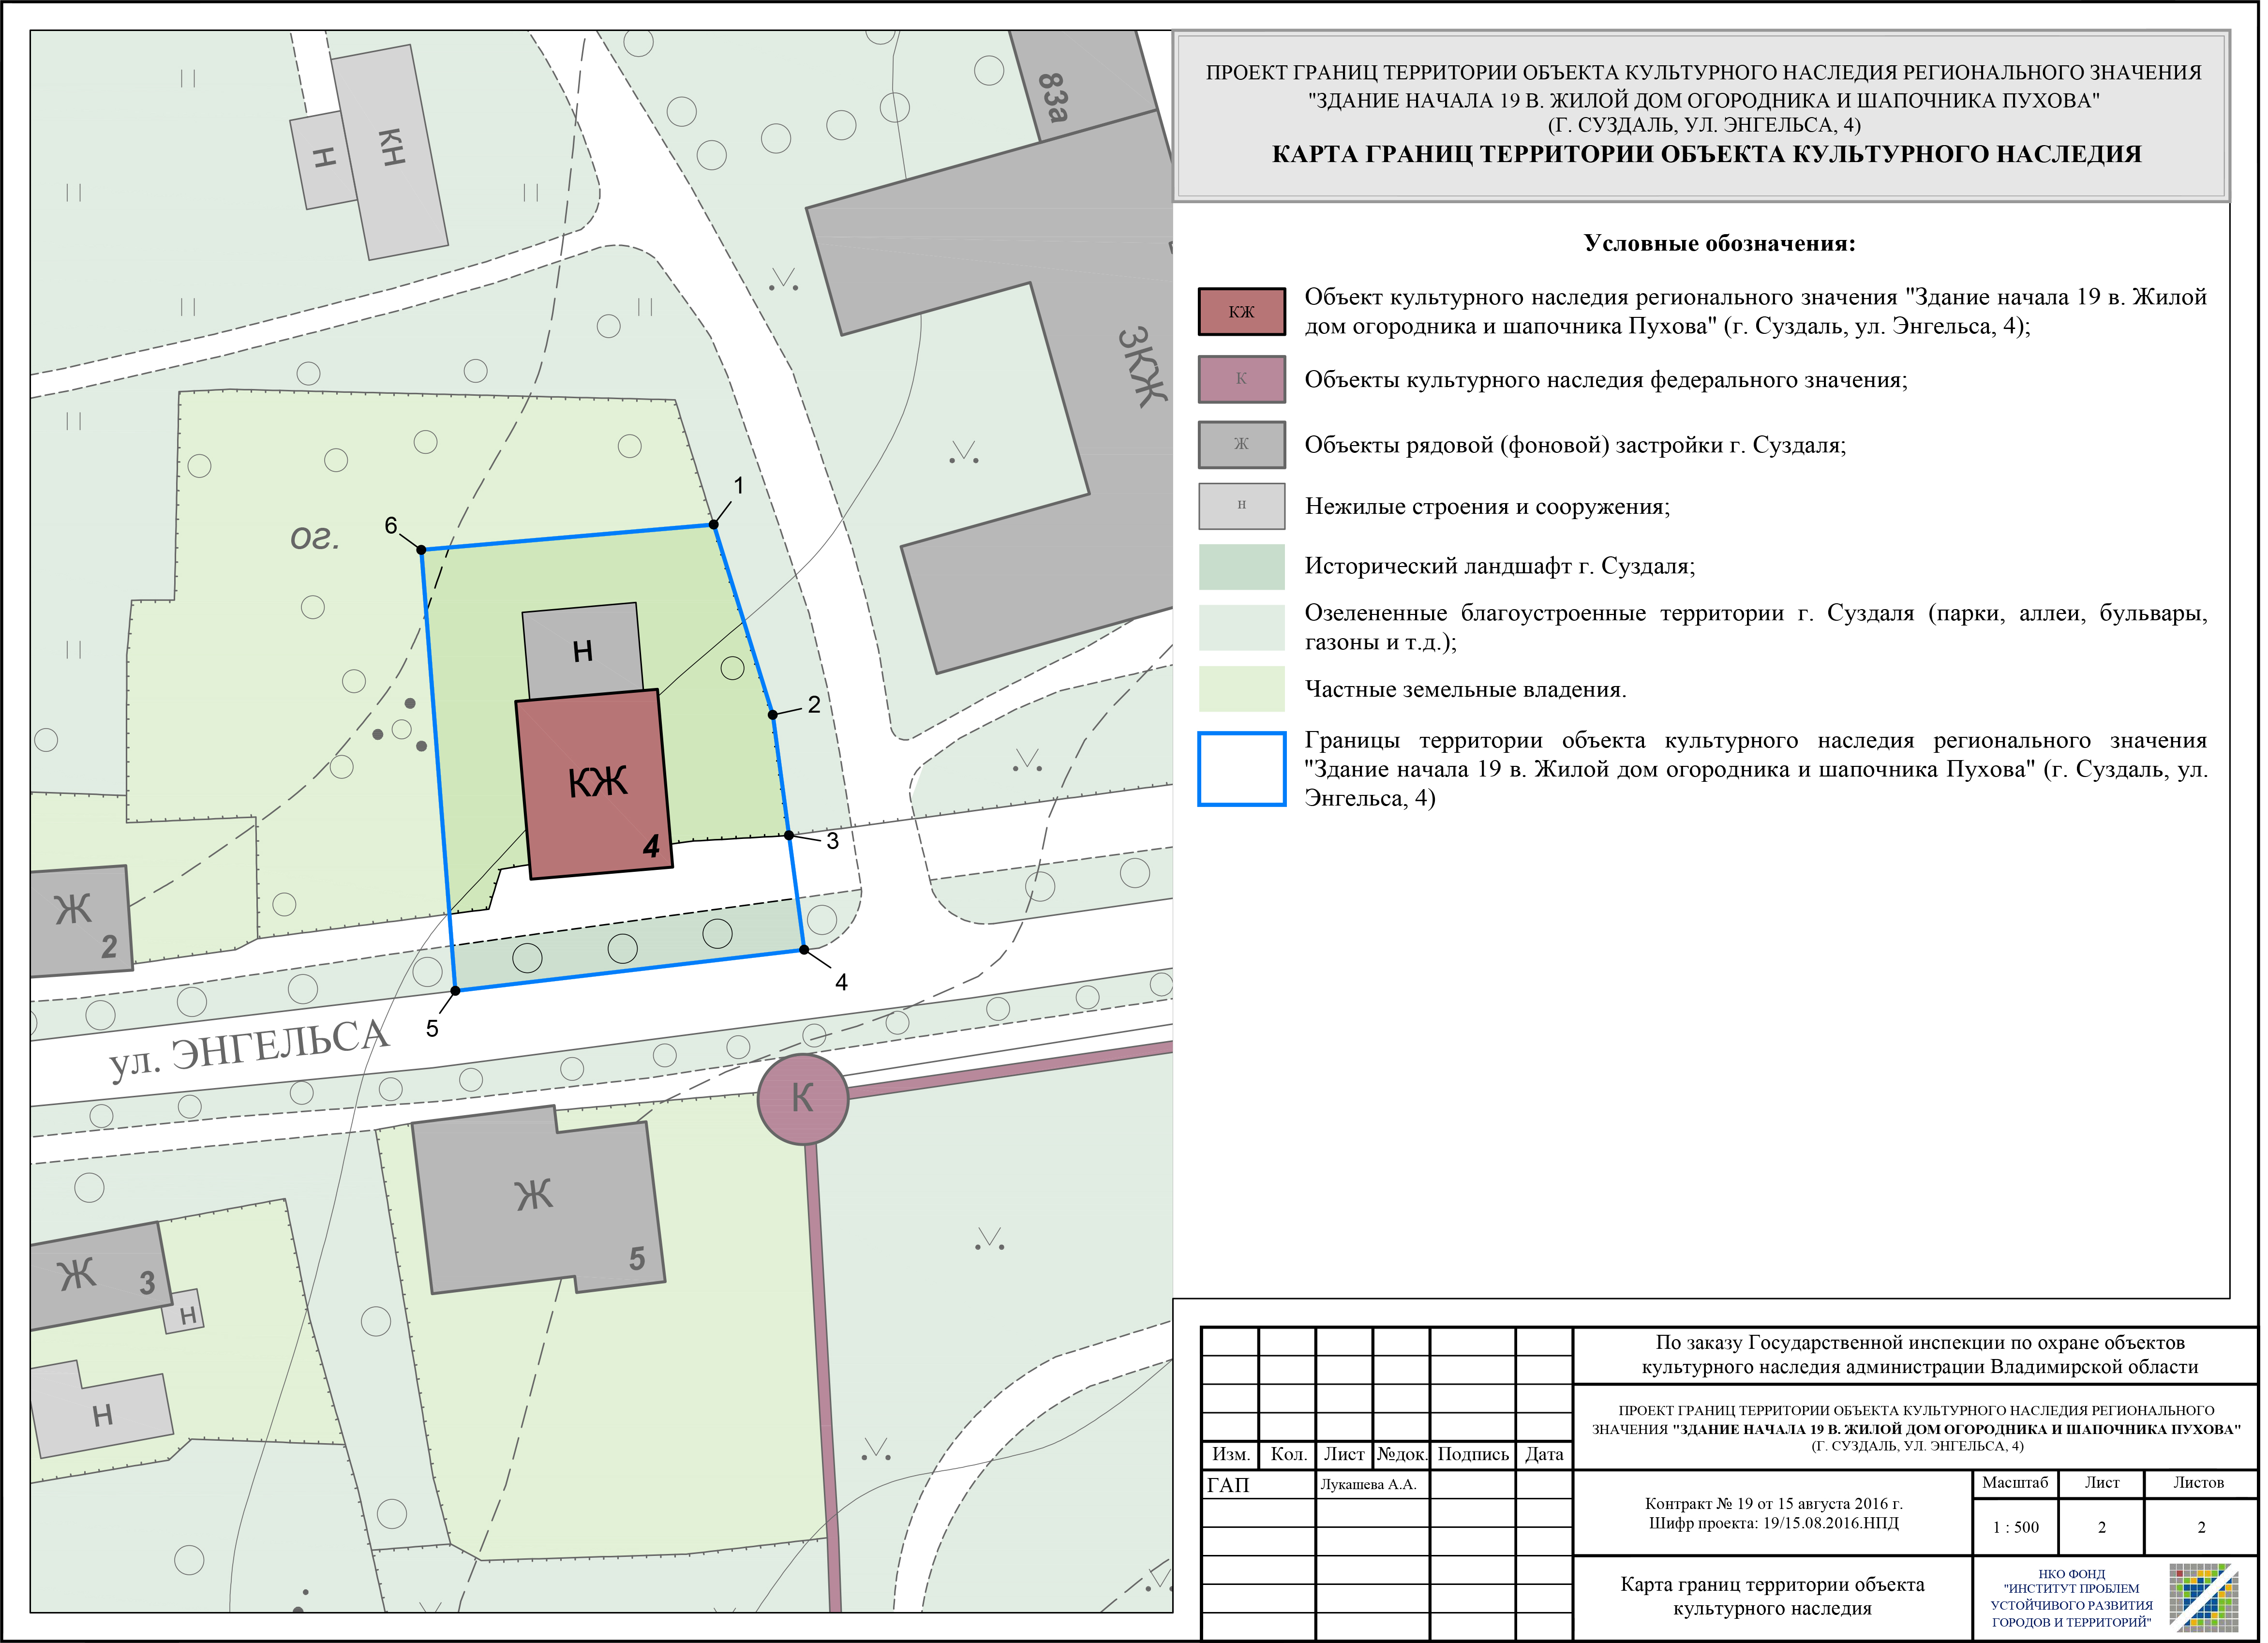 ПРОЕКТ ГРАНИЦ ТЕРРИТОРИИ ОБЪЕКТА КУЛЬТУРНОГО НАСЛЕДИЯ РЕГИОНАЛЬНОГО ЗНАЧЕНИЯ
"ЗДАНИЕ НАЧАЛА 19 В. ЖИЛОЙ ДОМ ОГОРОДНИКА И ШАПОЧНИКА ПУХОВА"
(Г. СУЗДАЛЬ, УЛ. ЭНГЕЛЬСА, 4)
КАРТА ГРАНИЦ ТЕРРИТОРИИ ОБЪЕКТА КУЛЬТУРНОГО НАСЛЕДИЯ
Условные обозначения:
КЖ
Объект культурного наследия регионального значения "Здание начала 19 в. Жилой
дом огородника и шапочника Пухова" (г. Суздаль, ул. Энгельса, 4);
К
Объекты культурного наследия федерального значения;
Ж
Объекты рядовой (фоновой) застройки г. Суздаля;
н
Нежилые строения и сооружения;
Исторический ландшафт г. Суздаля;
Озелененные благоустроенные территории г. Суздаля (парки, аллеи, бульвары,
газоны и т.д.);
Частные земельные владения.
Границы территории объекта культурного наследия регионального значения
"Здание начала 19 в. Жилой дом огородника и шапочника Пухова" (г. Суздаль, ул.
Энгельса, 4)
н
кн
83а
3КЖ
ог.
1
6
н
2
КЖ
4
3
Ж
2
4
5
ул. ЭНГЕЛЬСА
К
Ж
5
Ж
3
н
н
По заказу Государственной инспекции по охране объектов
культурного наследия администрации Владимирской области
ПРОЕКТ ГРАНИЦ ТЕРРИТОРИИ ОБЪЕКТА КУЛЬТУРНОГО НАСЛЕДИЯ РЕГИОНАЛЬНОГО
ЗНАЧЕНИЯ "ЗДАНИЕ НАЧАЛА 19 В. ЖИЛОЙ ДОМ ОГОРОДНИКА И ШАПОЧНИКА ПУХОВА"
(Г. СУЗДАЛЬ, УЛ. ЭНГЕЛЬСА, 4)
Изм. Кол. Лист №док. Подпись Дата
ГАП Лукашева А.А.
Контракт № 19 от 15 августа 2016 г.
Шифр проекта: 19/15.08.2016.НПД
Масштаб Лист Листов
1 : 500 2 2
Карта границ территории объекта
культурного наследия
НКО ФОНД
"ИНСТИТУТ ПРОБЛЕМ
УСТОЙЧИВОГО РАЗВИТИЯ
ГОРОДОВ И ТЕРРИТОРИЙ"